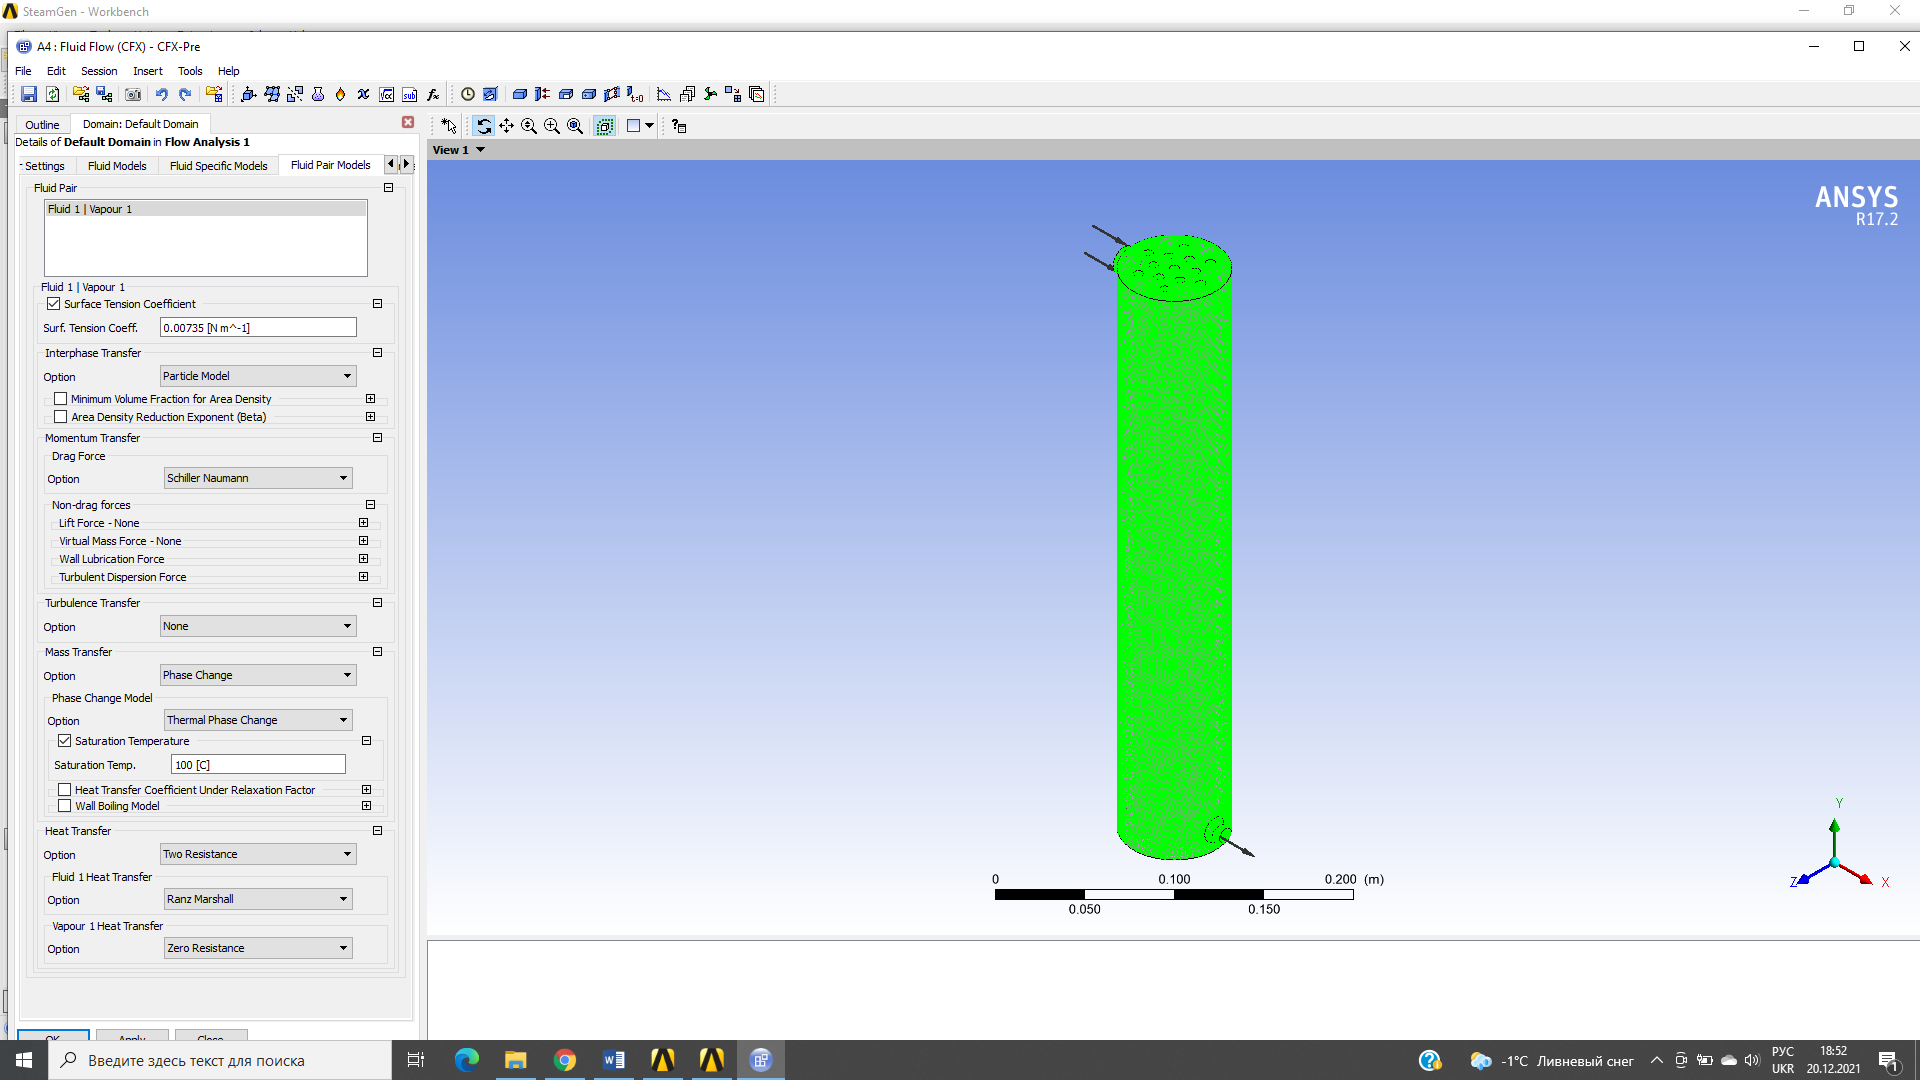 SteamGen - Workbench
A4 : Fluid Flow (CFX) - CFX-Pre
File Edit Session Insert Tools Help
Outline Domain: Default Domain
Details of Default Domain in Flow Analysis 1
Settings Fluid Models Fluid Specific Models Fluid Pair Models
View 1
Fluid Pair
Fluid 1 | Vapour 1
Fluid 1 | Vapour 1
Surface Tension Coefficient
Surf. Tension Coeff. 0.00735 [N m^-1]
Interphase Transfer
Option Particle Model
Minimum Volume Fraction for Area Density
Area Density Reduction Exponent (Beta)
Momentum Transfer
Drag Force
Option Schiller Naumann
Non-drag forces
Lift Force - None
Virtual Mass Force - None
Wall Lubrication Force
Turbulent Dispersion Force
Turbulence Transfer
Option None
Mass Transfer
Option Phase Change
Phase Change Model
Option Thermal Phase Change
Saturation Temperature
Saturation Temp. 100 [C]
Heat Transfer Coefficient Under Relaxation Factor
Wall Boiling Model
Heat Transfer
Option Two Resistance
Fluid 1 Heat Transfer
Option Ranz Marshall
Vapour 1 Heat Transfer
Option Zero Resistance
OK Apply Close
ANSYS
R17.2
0 0.100 0.200 (m)
0.050 0.150
Y
Z X
Введите здесь текст для поиска
-1°C Ливневый снег
РУС
UKR
18:52
20.12.2021
1